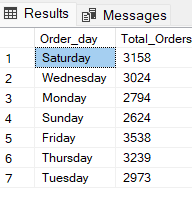 Results Messages
Order_day Total_Orders
1 Saturday 3158
2 Wednesday 3024
3 Monday 2794
4 Sunday 2624
5 Friday 3538
6 Thursday 3239
7 Tuesday 2973